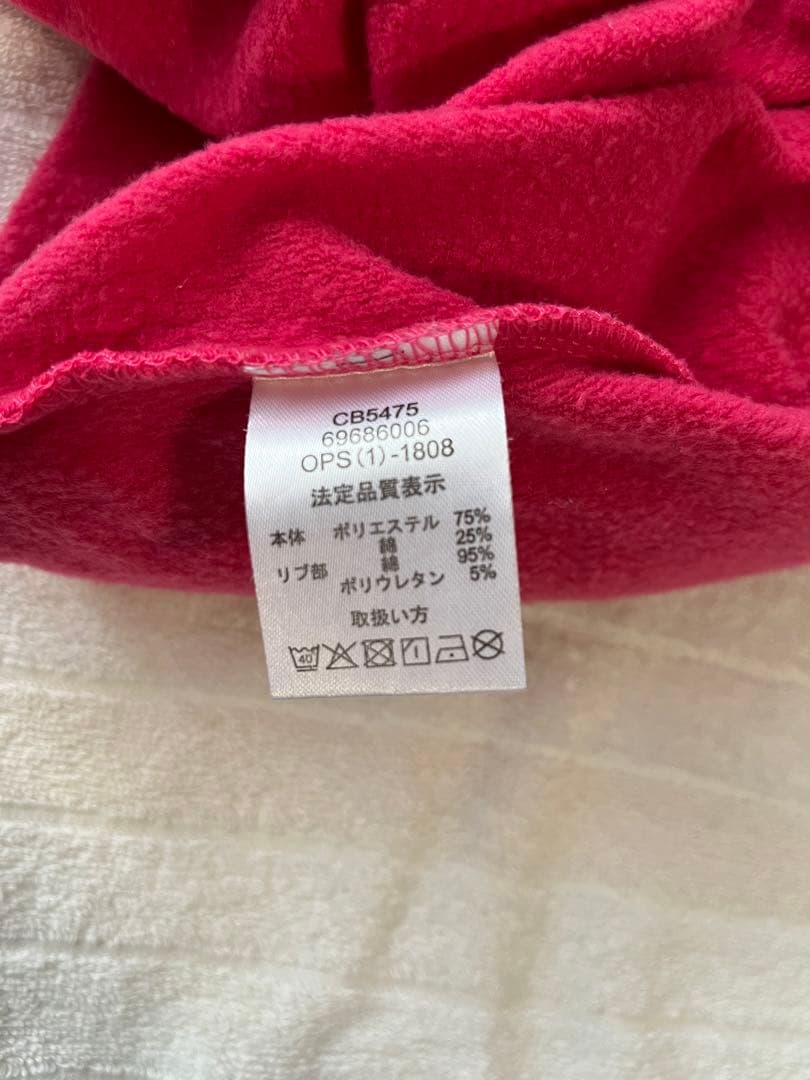 CB5475
69686006
OPS(1)-1808
法定品質表示
本体 ポリエステル 75%
綿 25%
リブ部 綿 95%
ポリウレタン 5%
取扱い方
40